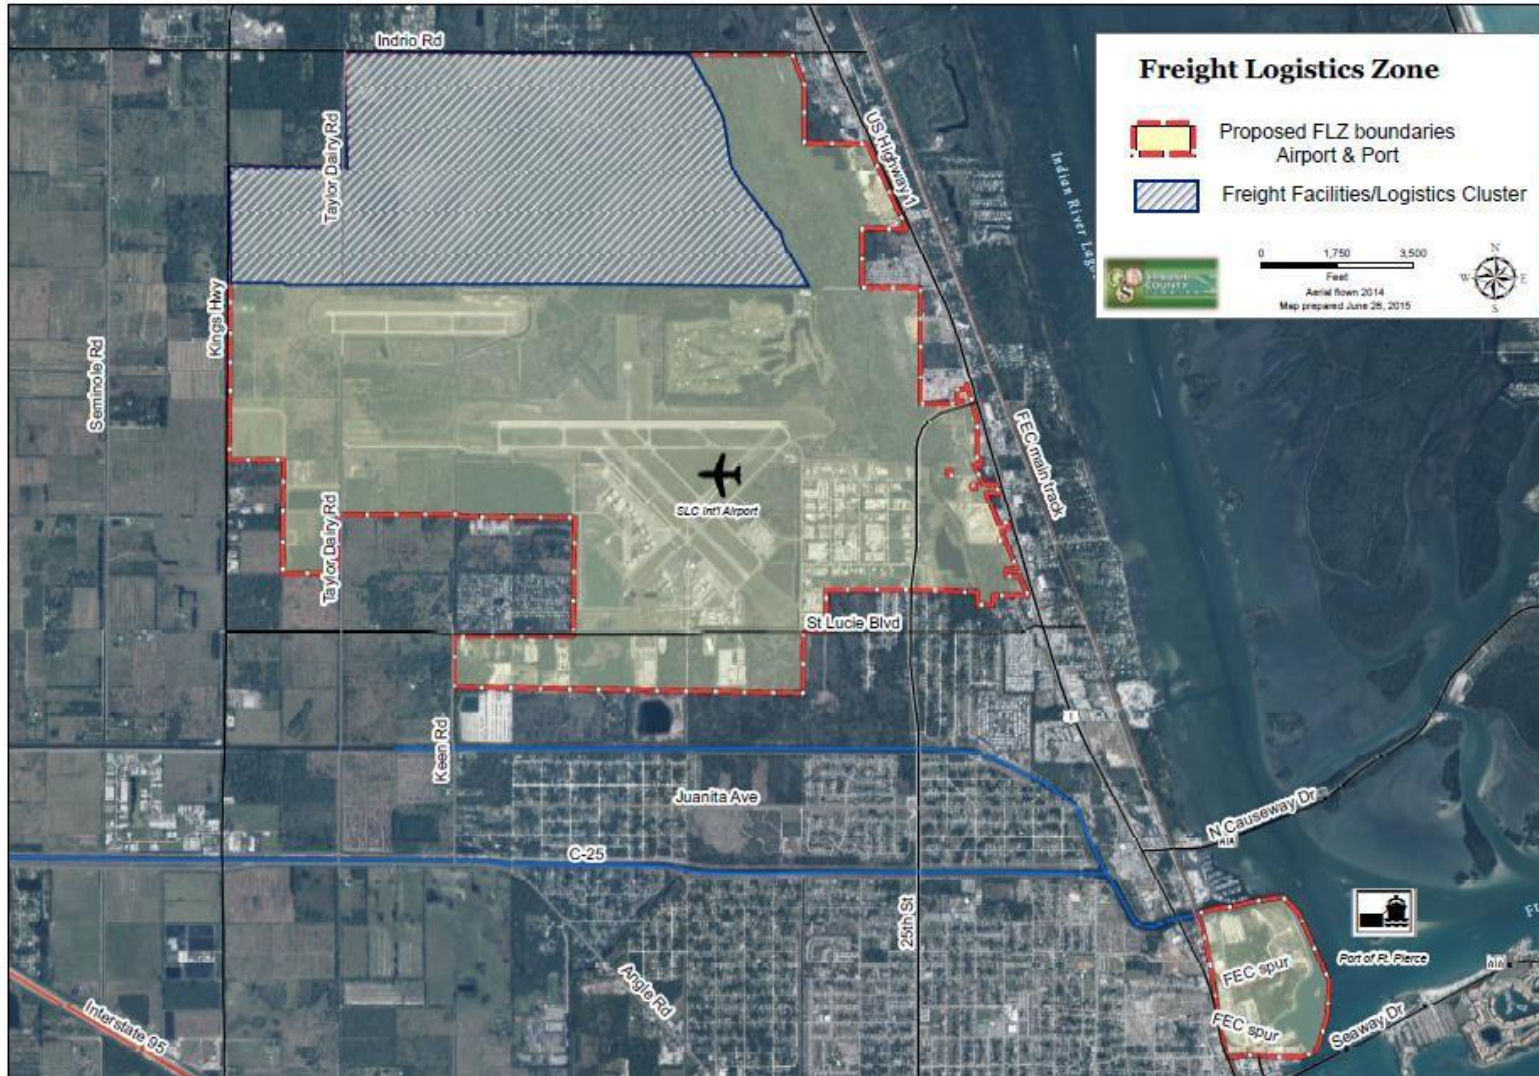 Indrio Rd
Freight Logistics Zone
Proposed FLZ boundaries
Airport & Port
Freight Facilities/Logistics Cluster
0 1,750 3,500
Feet
Aerial flown 2014
Map prepared June 26, 2015
N
W E
S
COUNTY
Taylor Dairy Rd
US Highway 1
Indian River Lagoon
Kings Hwy
Seminole Rd
FEC main track
SLC Int'l Airport
Taylor Dairy Rd
St Lucie Blvd
1
Keen Rd
Juanita Ave
N Causeway Dr
A1A
C-25
25th St
Port of Ft. Pierce
A1A
FEC spur
Angle Rd
FEC spur
Seaway Dr
Interstate 95